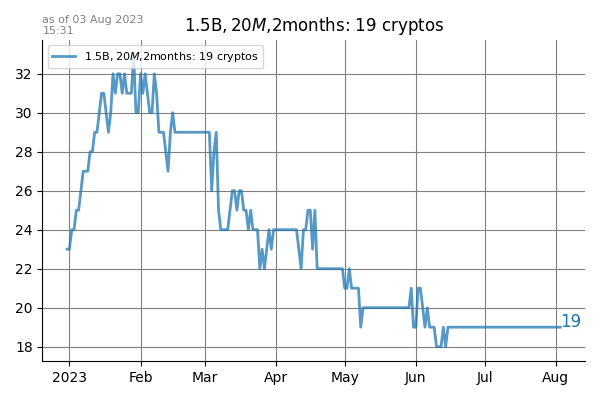 as of 03 Aug 2023
15:31
1.5B, 20M,2months: 19 cryptos
1.5B, 20M,2months: 19 cryptos
32
30
28
26
24
22
20
18
19
2023 Feb Mar Apr May Jun Jul Aug